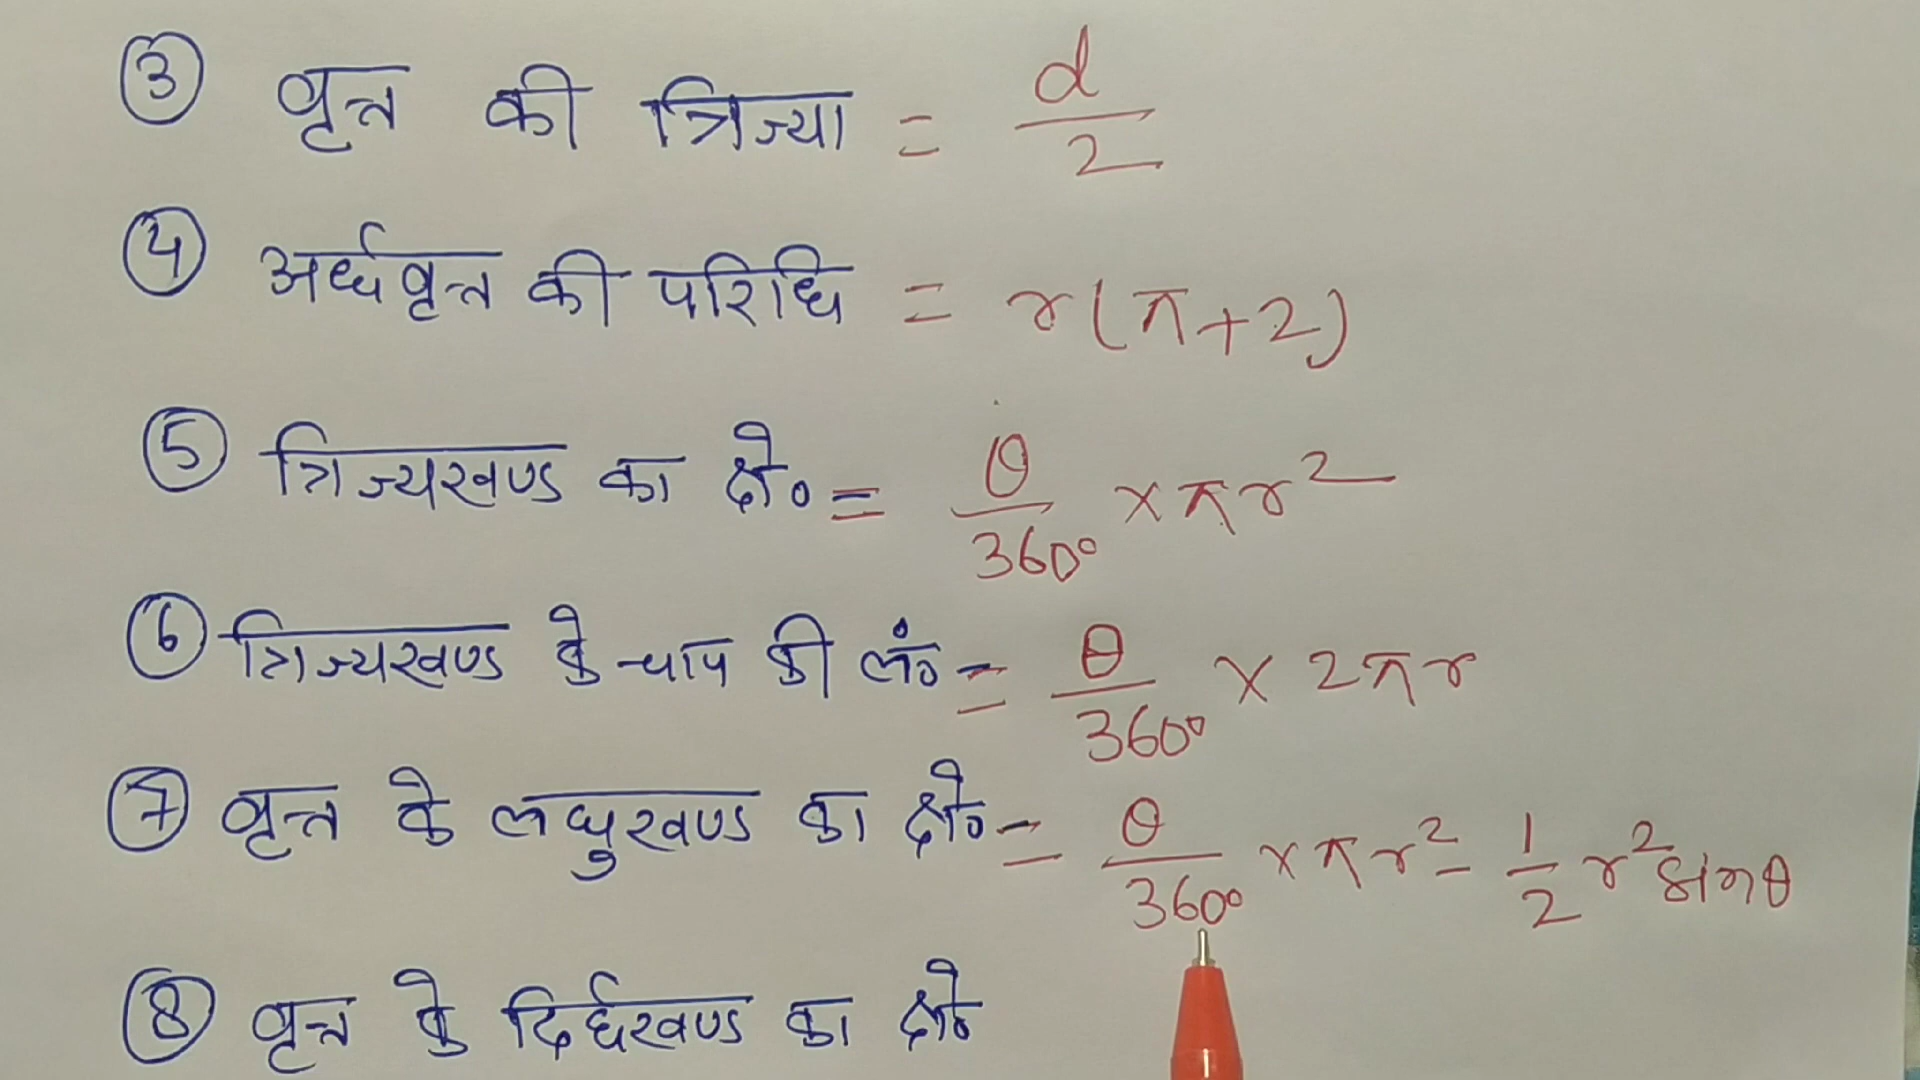 ③ वृत्त की त्रिज्या = d/2
④ अर्धवृत्त की परिधि = r(π+2)
⑤ त्रिज्यखण्ड का क्षे० = θ/360° × πr²
⑥ त्रिज्यखण्ड के चाप की लं० = θ/360° × 2πr
⑦ वृत्त के लघुखण्ड का क्षे० = θ/360° × πr² - 1/2 r² sinθ
⑧ वृत्त के दिर्घखण्ड का क्षे०